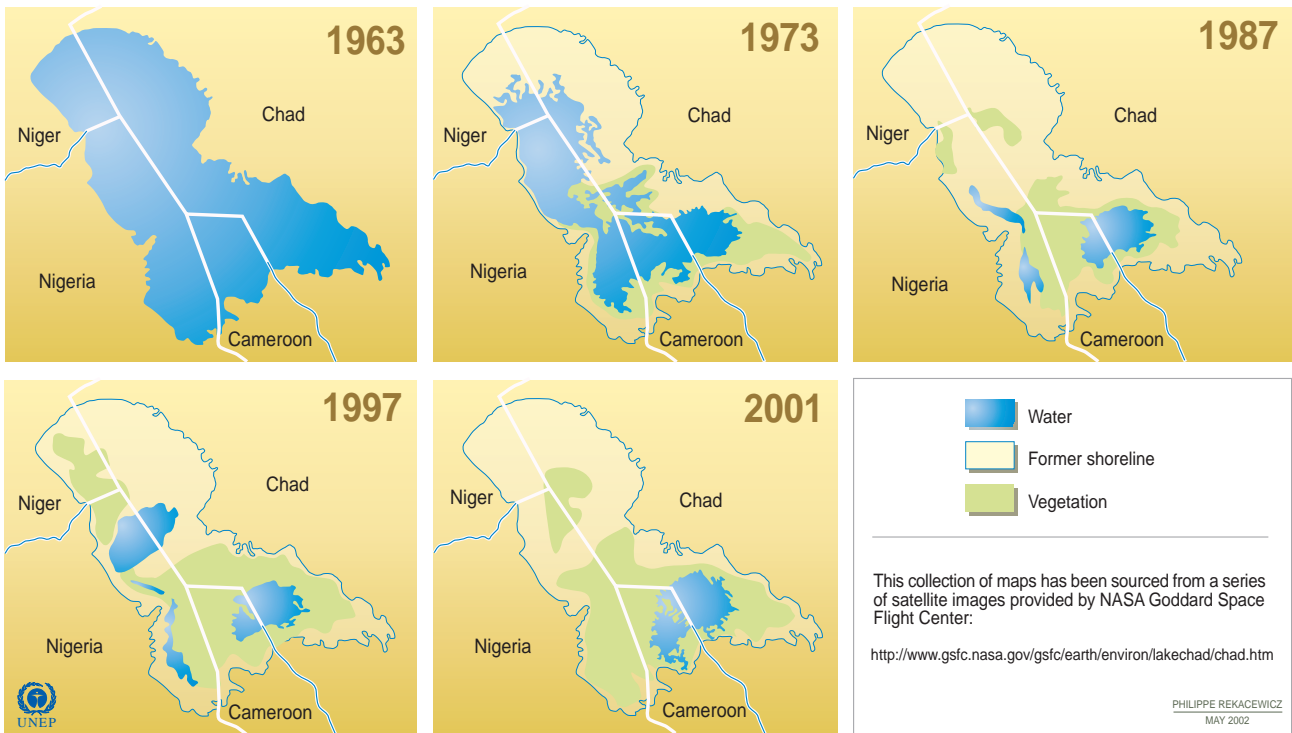 1963
Chad
Niger
Nigeria
Cameroon
1973
Chad
Niger
Nigeria
Cameroon
1987
Chad
Niger
Nigeria
Cameroon
1997
Chad
Niger
Nigeria
Cameroon
UNEP
2001
Chad
Niger
Nigeria
Cameroon
Water
Former shoreline
Vegetation
This collection of maps has been sourced from a series
of satellite images provided by NASA Goddard Space
Flight Center:
http://www.gsfc.nasa.gov/gsfc/earth/environ/lakechad/chad.htm
PHILIPPE REKACEWICZ
MAY 2002